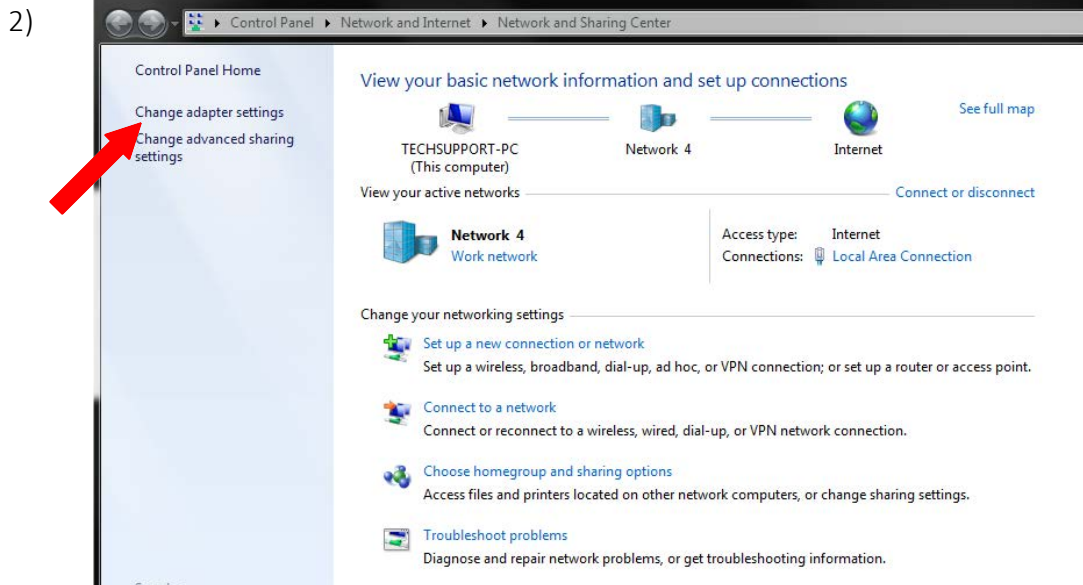 2)
Control Panel ▸ Network and Internet ▸ Network and Sharing Center
Control Panel Home
Change adapter settings
Change advanced sharing
settings
View your basic network information and set up connections
See full map
TECHSUPPORT-PC
(This computer)
Network 4
Internet
View your active networks
Connect or disconnect
Network 4
Work network
Access type: Internet
Connections: Local Area Connection
Change your networking settings
Set up a new connection or network
Set up a wireless, broadband, dial-up, ad hoc, or VPN connection; or set up a router or access point.
Connect to a network
Connect or reconnect to a wireless, wired, dial-up, or VPN network connection.
Choose homegroup and sharing options
Access files and printers located on other network computers, or change sharing settings.
Troubleshoot problems
Diagnose and repair network problems, or get troubleshooting information.